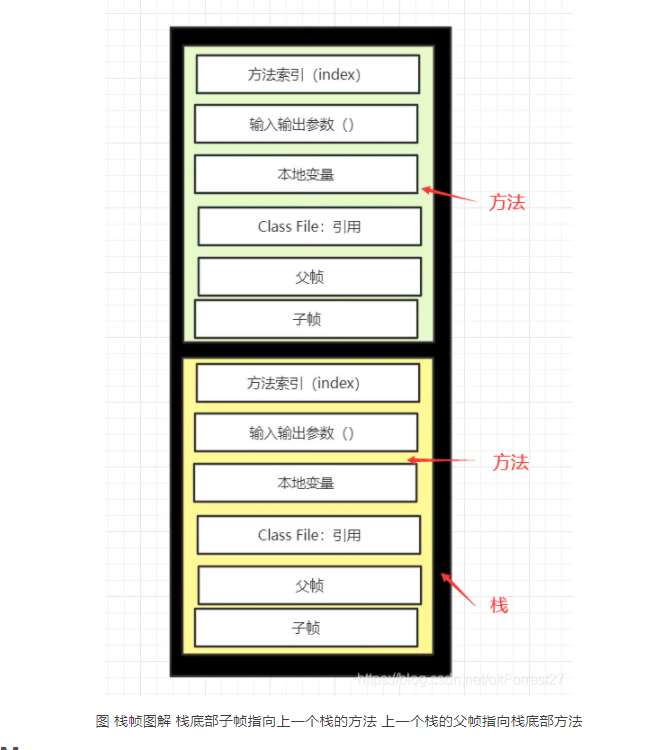 方法索引（index）
输入输出参数（）
本地变量
方法
Class File：引用
父帧
子帧
方法索引（index）
输入输出参数（）
方法
本地变量
Class File：引用
父帧
栈
子帧
https://blog.csdn.net/okForrest27
图 栈帧图解 栈底部子帧指向上一个栈的方法 上一个栈的父帧指向栈底部方法